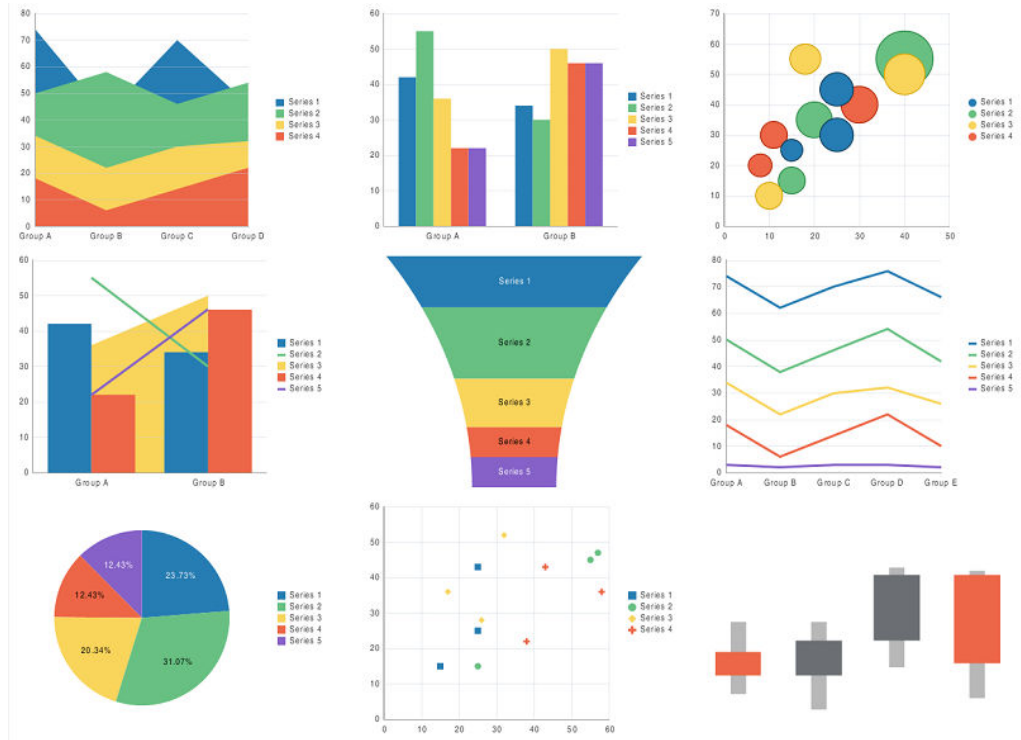 80
70
60
50
40
30
20
10
0
Group A
Group B
Group C
Group D
Series 1
Series 2
Series 3
Series 4
60
50
40
30
20
10
0
Group A
Group B
Series 1
Series 2
Series 3
Series 4
Series 5
70
60
50
40
30
20
10
0
10
20
30
40
50
Series 1
Series 2
Series 3
Series 4
60
50
40
30
20
10
0
Group A
Group B
Series 1
Series 2
Series 3
Series 4
Series 5
Series 1
Series 2
Series 3
Series 4
Series 5
80
70
60
50
40
30
20
10
0
Group A
Group B
Group C
Group D
Group E
Series 1
Series 2
Series 3
Series 4
Series 5
12.43%
23.73%
12.43%
20.34%
31.07%
Series 1
Series 2
Series 3
Series 4
Series 5
60
50
40
30
20
10
0
0
10
20
30
40
50
60
Series 1
Series 2
Series 3
Series 4